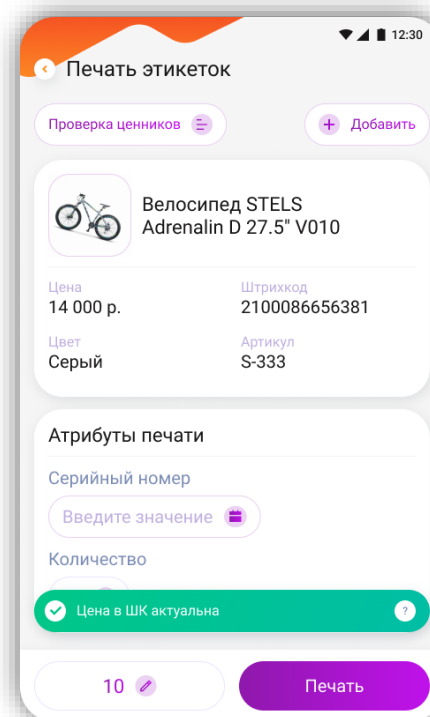 12:30
Печать этикеток
Проверка ценников
Добавить
Велосипед STELS
Adrenalin D 27.5" V010
Цена
Штрихкод
14 000 р.
2100086656381
Цвет
Артикул
Серый
S-333
Атрибуты печати
Серийный номер
Введите значение
Количество
Цена в ШК актуальна
?
10
Печать